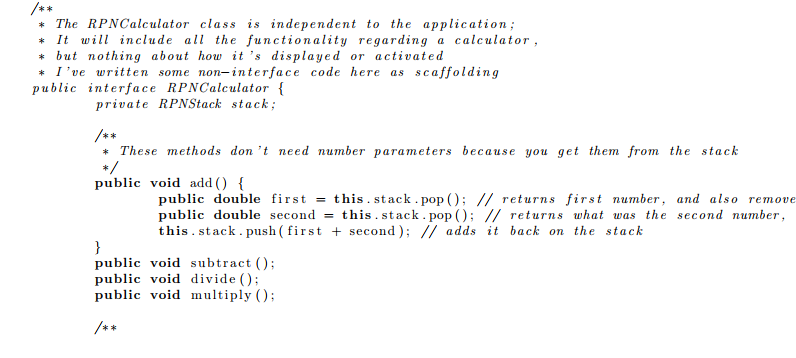 /**
* The RPNCalculator class is independent to the application;
* It will include all the functionality regarding a calculator,
* but nothing about how it's displayed or activated
* I've written some non-interface code here as scaffolding
public interface RPNCalculator {
private RPNStack stack;
/**
* These methods don't need number parameters because you get them from the stack
*/
public void add() {
public double first = this.stack.pop(); // returns first number, and also remove
public double second = this.stack.pop(); // returns what was the second number,
this.stack.push(first + second); // adds it back on the stack
}
public void subtract();
public void divide();
public void multiply();
/**